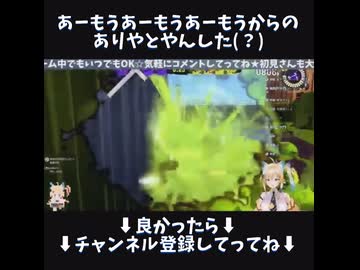 あーもうあーもうあーもうからの
ありやとやんした(?)
ーム中でもいつでもOK☆気軽にコメントしてってね★初見さんも大
⬇良かったら⬇
⬇チャンネル登録してってね⬇